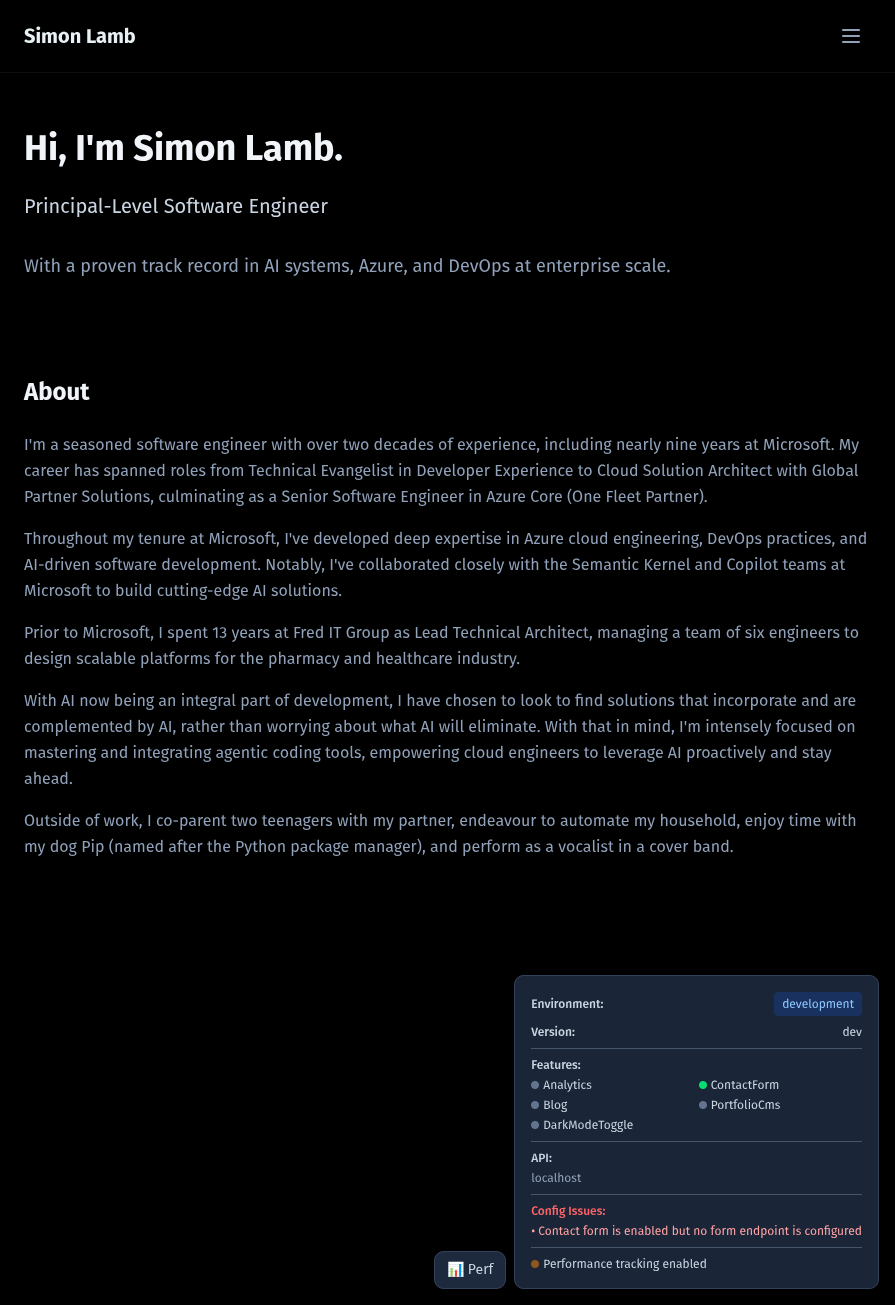 Simon Lamb
Hi, I'm Simon Lamb.
Principal-Level Software Engineer
With a proven track record in AI systems, Azure, and DevOps at enterprise scale.
About
I'm a seasoned software engineer with over two decades of experience, including nearly nine years at Microsoft. My
career has spanned roles from Technical Evangelist in Developer Experience to Cloud Solution Architect with Global
Partner Solutions, culminating as a Senior Software Engineer in Azure Core (One Fleet Partner).
Throughout my tenure at Microsoft, I've developed deep expertise in Azure cloud engineering, DevOps practices, and
AI-driven software development. Notably, I've collaborated closely with the Semantic Kernel and Copilot teams at
Microsoft to build cutting-edge AI solutions.
Prior to Microsoft, I spent 13 years at Fred IT Group as Lead Technical Architect, managing a team of six engineers to
design scalable platforms for the pharmacy and healthcare industry.
With AI now being an integral part of development, I have chosen to look to find solutions that incorporate and are
complemented by AI, rather than worrying about what AI will eliminate. With that in mind, I'm intensely focused on
mastering and integrating agentic coding tools, empowering cloud engineers to leverage AI proactively and stay
ahead.
Outside of work, I co-parent two teenagers with my partner, endeavour to automate my household, enjoy time with
my dog Pip (named after the Python package manager), and perform as a vocalist in a cover band.
Environment: development
Version: dev
Features:
Analytics ContactForm
Blog PortfolioCms
DarkModeToggle
API:
localhost
Config Issues:
• Contact form is enabled but no form endpoint is configured
Performance tracking enabled
📊 Perf